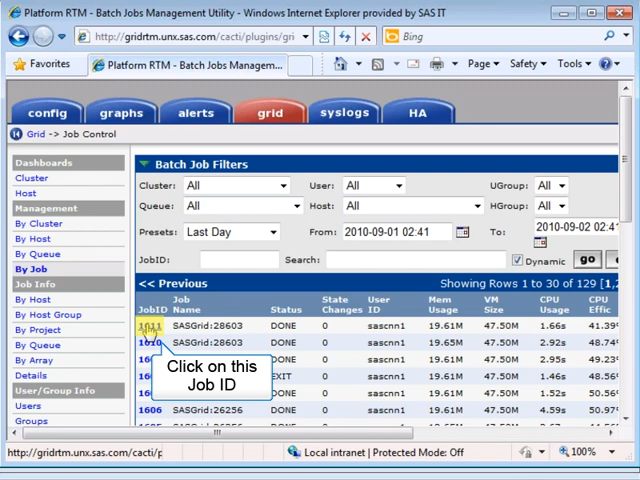 Platform RTM - Batch Jobs Management Utility - Windows Internet Explorer provided by SAS IT
http://gridrtm.unx.sas.com/cacti/plugins/gri
Bing
Favorites
Platform RTM - Batch Jobs Managem...
Page
Safety
Tools
config
graphs
alerts
grid
syslogs
HA
Grid -> Job Control
Dashboards
Cluster
Host
Management
By Cluster
By Host
By Queue
By Job
Job Info
By Host
By Host Group
By Project
By Queue
By Array
Details
User/Group Info
Users
Groups
Batch Job Filters
Cluster: All User: All UGroup: All
Queue: All Host: All HGroup: All
Presets: Last Day From: 2010-09-01 02:41 To: 2010-09-02 02:41
JobID: Search: Dynamic go
<< Previous Showing Rows 1 to 30 of 129 [1,
JobID Job Name Status State Changes User ID Mem Usage VM Size CPU Usage CPU Effic
1011 SASGrid:28603 DONE 0 sascnn1 19.61M 47.50M 1.66s 41.39
1010 SASGrid:28603 DONE 0 sascnn1 19.65M 47.50M 2.92s 48.74
DONE 0 sascnn1 19.65M 47.50M 2.95s 49.23
EXIT 0 sascnn1 19.65M 47.50M 1.46s 48.56
DONE 0 sascnn1 19.65M 47.50M 1.52s 50.57
1606 SASGrid:26256 DONE 0 sascnn1 19.61M 47.50M 4.59s 50.97
Click on this
Job ID
http://gridrtm.unx.sas.com/cacti/p
Local intranet | Protected Mode: Off
100%